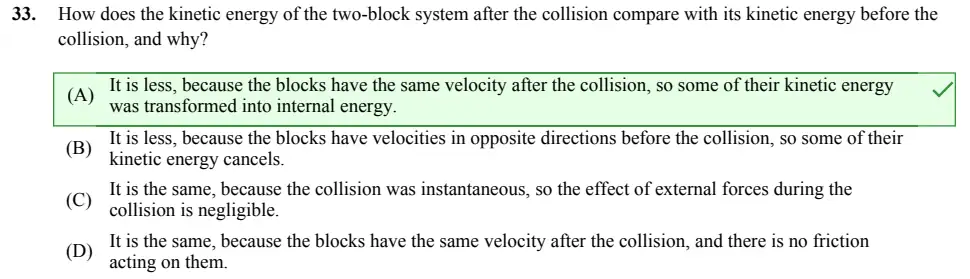 33. How does the kinetic energy of the two-block system after the collision compare with its kinetic energy before the
collision, and why?
(A) It is less, because the blocks have the same velocity after the collision, so some of their kinetic energy
was transformed into internal energy.
(B) It is less, because the blocks have velocities in opposite directions before the collision, so some of their
kinetic energy cancels.
(C) It is the same, because the collision was instantaneous, so the effect of external forces during the
collision is negligible.
(D) It is the same, because the blocks have the same velocity after the collision, and there is no friction
acting on them.